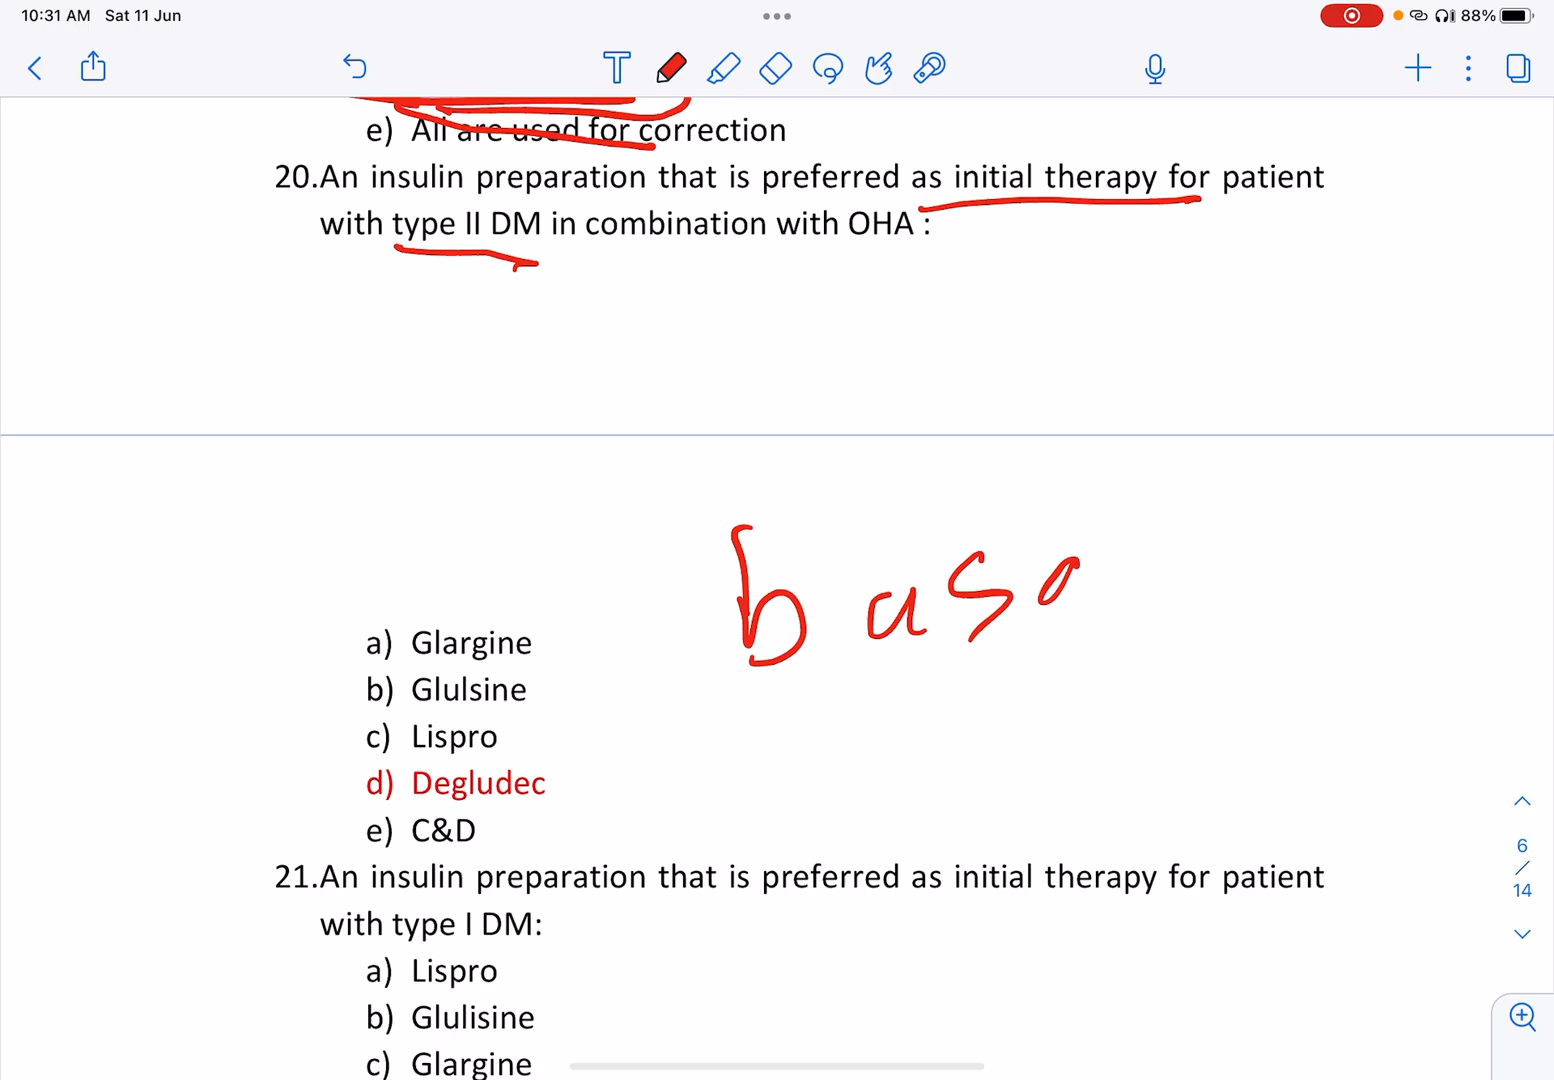 10:31 AM Sat 11 Jun
88%
e) All are used for correction
20.An insulin preparation that is preferred as initial therapy for patient
with type II DM in combination with OHA :
basa
a) Glargine
b) Glulsine
c) Lispro
d) Degludec
e) C&D
21.An insulin preparation that is preferred as initial therapy for patient
with type I DM:
a) Lispro
b) Glulisine
c) Glargine
6
/
14